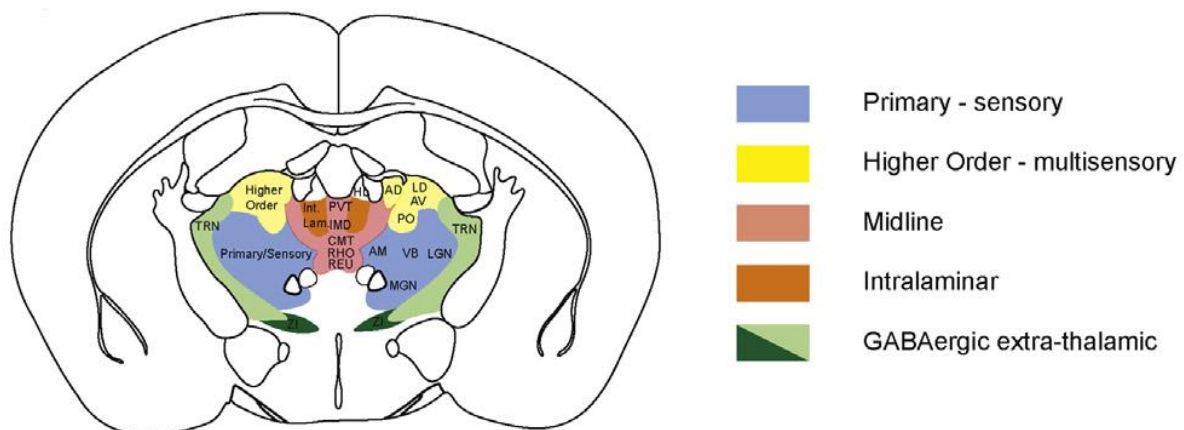 Higher
Order
TRN
Primary/Sensory
ZI
Int.
Lam.
PVT
IMD
CMT
RHO
REU
AD
LD
AV
PO
TRN
AM
VB
LGN
MGN
ZI
Primary - sensory
Higher Order - multisensory
Midline
Intralaminar
GABAergic extra-thalamic